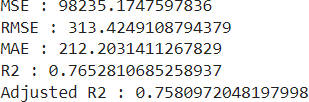 MSE : 98235.1747597836
RMSE : 313.4249108794379
MAE : 212.2031411267829
R2 : 0.7652810685258937
Adjusted R2 : 0.7580972048197998